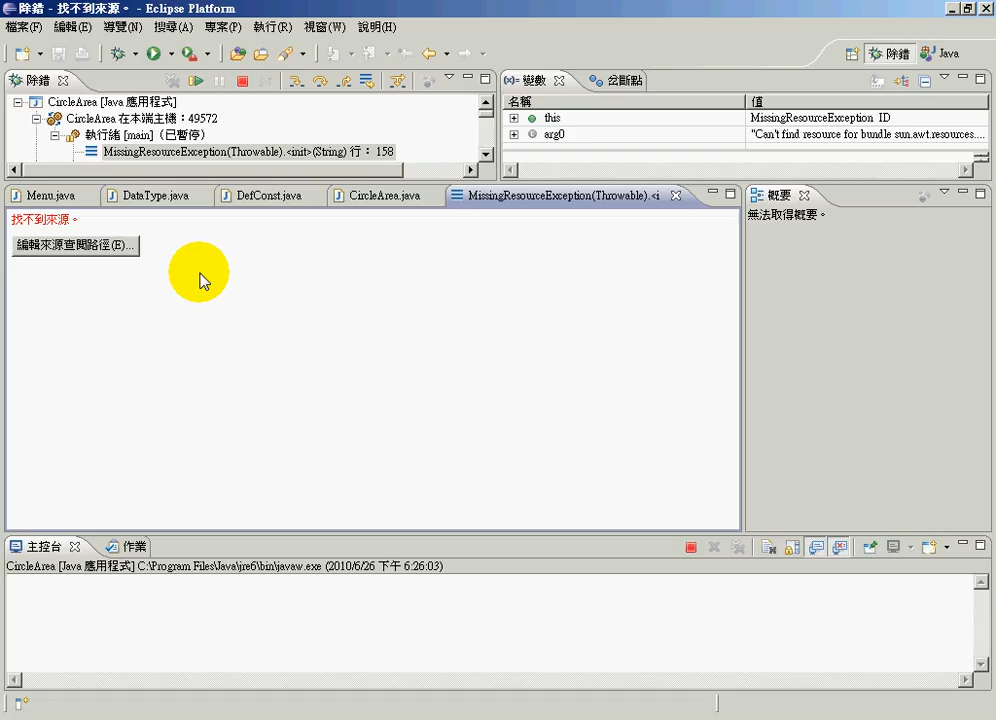 除錯 - 找不到來源。 - Eclipse Platform
檔案(F) 編輯(E) 導覽(N) 搜尋(A) 專案(P) 執行(R) 視窗(W) 說明(H)
除錯 Java
除錯
CircleArea [Java 應用程式]
CircleArea 在本端主機：49572
執行緒 [main]（已暫停）
MissingResourceException(Throwable).<init>(String) 行： 158
(x)= 變數 岔斷點
名稱 值
this MissingResourceException ID
arg0 "Can't find resource for bundle sun.awt.resources....
Menu.java DataType.java DefConst.java CircleArea.java MissingResourceException(Throwable).<i
找不到來源。
編輯來源查閱路徑(E)...
概要
無法取得概要。
主控台 作業
CircleArea [Java 應用程式] C:\Program Files\Java\jre6\bin\javaw.exe (2010/6/26 下午 6:26:03)